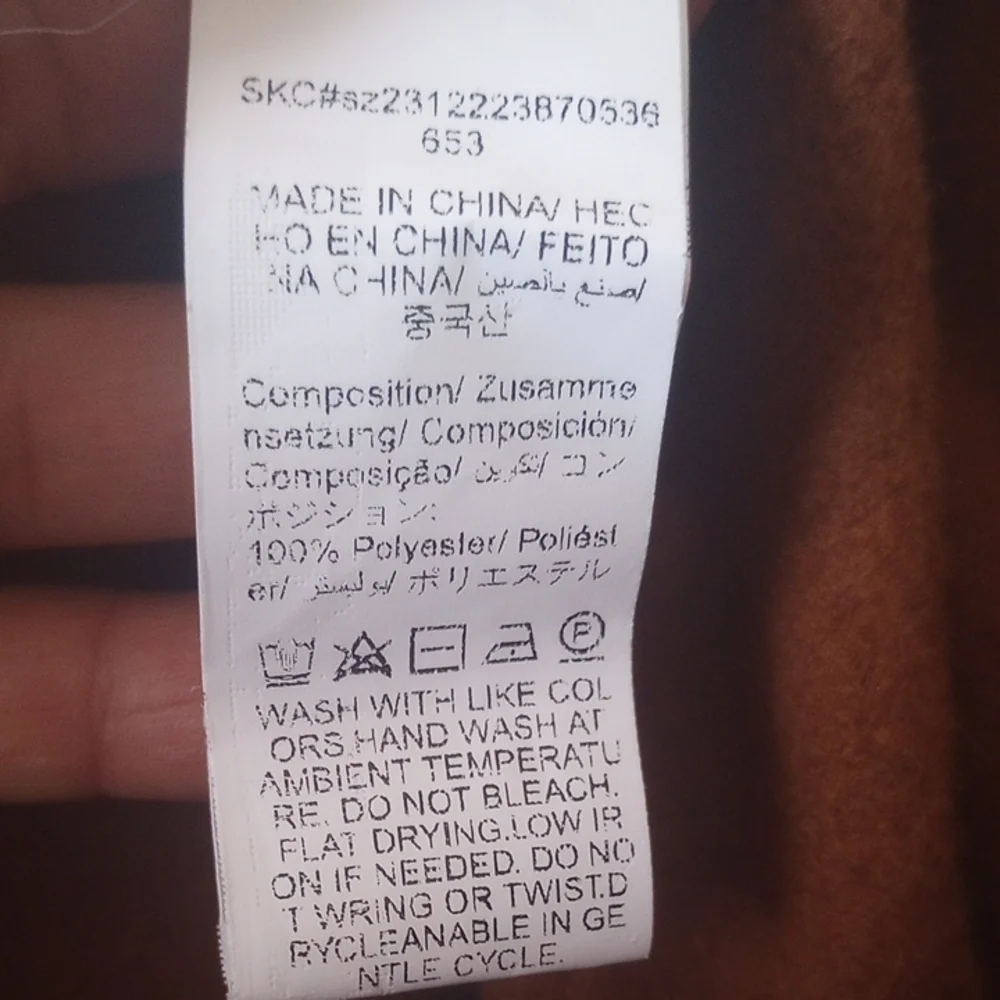 SKC#sz2312223870536
653
MADE IN CHINA/ HEC
HO EN CHINA/ FEITO
NA CHINA/ صنع بالصين/
중국산
Composition/ Zusamme
nsetzung/ Composición/
Composição/ تكوين/ コン
ポジション:
100% Polyester/ Poliést
er/ بوليستر/ ポリエステル
P
WASH WITH LIKE COL
ORS.HAND WASH AT
AMBIENT TEMPERATU
RE. DO NOT BLEACH.
FLAT DRYING.LOW IR
ON IF NEEDED. DO NO
T WRING OR TWIST.D
RYCLEANABLE IN GE
NTLE CYCLE.